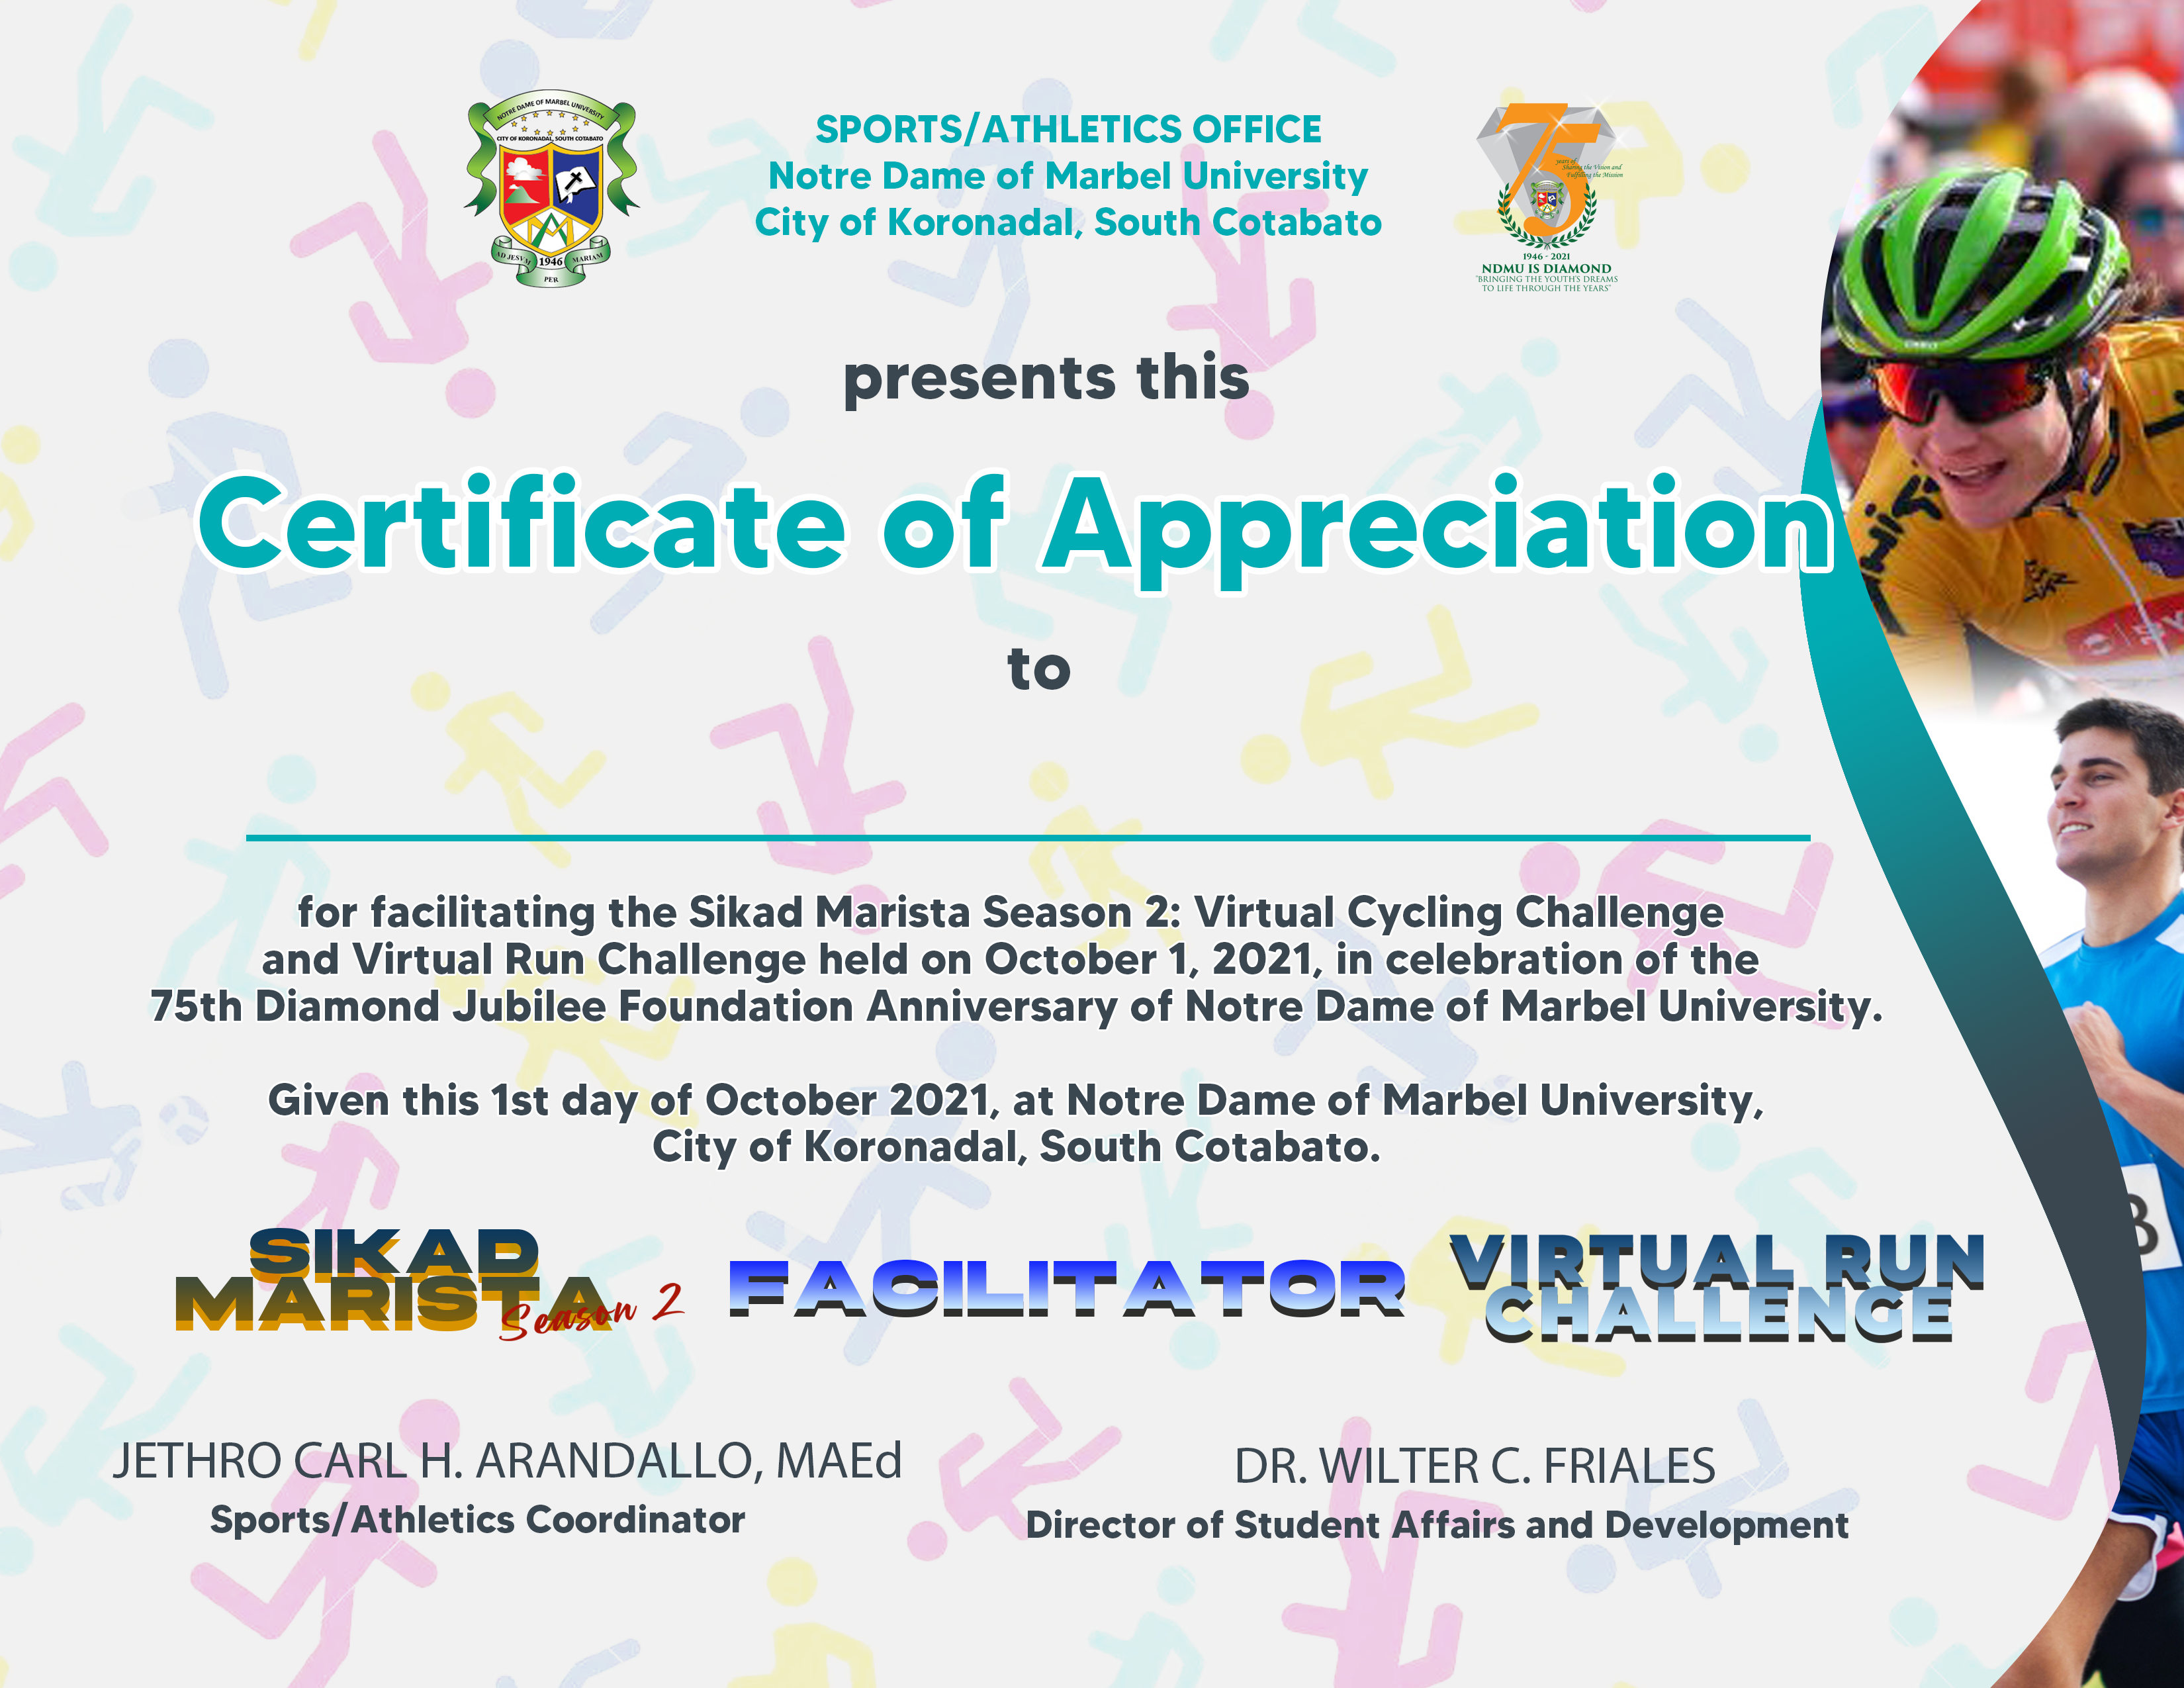 NOTRE DAME OF MARBEL UNIVERSITY
CITY OF KORONADAL, SOUTH COTABATO
AD JESVM
1946
MARIAM
PER
SPORTS/ATHLETICS OFFICE
Notre Dame of Marbel University
City of Koronadal, South Cotabato
75
years of
Sharing the Vision and
Fulfilling the Mission
1946 - 2021
NDMU IS DIAMOND
"BRINGING THE YOUTH'S DREAMS
TO LIFE THROUGH THE YEARS"
presents this
Certificate of Appreciation
to
for facilitating the Sikad Marista Season 2: Virtual Cycling Challenge
and Virtual Run Challenge held on October 1, 2021, in celebration of the
75th Diamond Jubilee Foundation Anniversary of Notre Dame of Marbel University.
Given this 1st day of October 2021, at Notre Dame of Marbel University,
City of Koronadal, South Cotabato.
SIKAD
MARISTA
Season 2
FACILITATOR
VIRTUAL RUN
CHALLENGE
JETHRO CARL H. ARANDALLO, MAEd
Sports/Athletics Coordinator
DR. WILTER C. FRIALES
Director of Student Affairs and Development